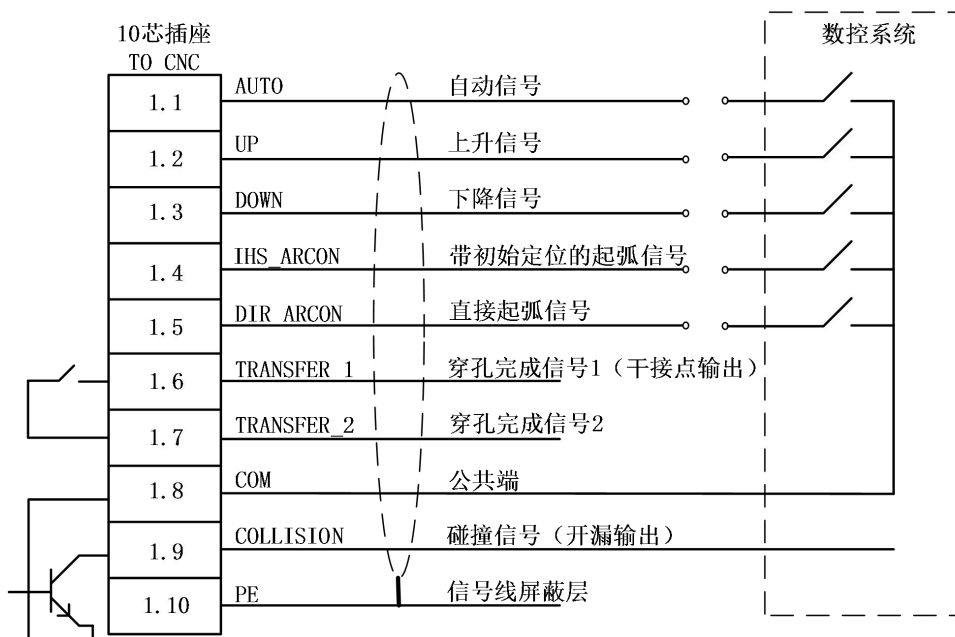 10芯插座
TO CNC
数控系统
1.1 AUTO 自动信号
1.2 UP 上升信号
1.3 DOWN 下降信号
1.4 IHS_ARCON 带初始定位的起弧信号
1.5 DIR ARCON 直接起弧信号
1.6 TRANSFER 1 穿孔完成信号1（干接点输出）
1.7 TRANSFER_2 穿孔完成信号2
1.8 COM 公共端
1.9 COLLISION 碰撞信号（开漏输出）
1.10 PE 信号线屏蔽层